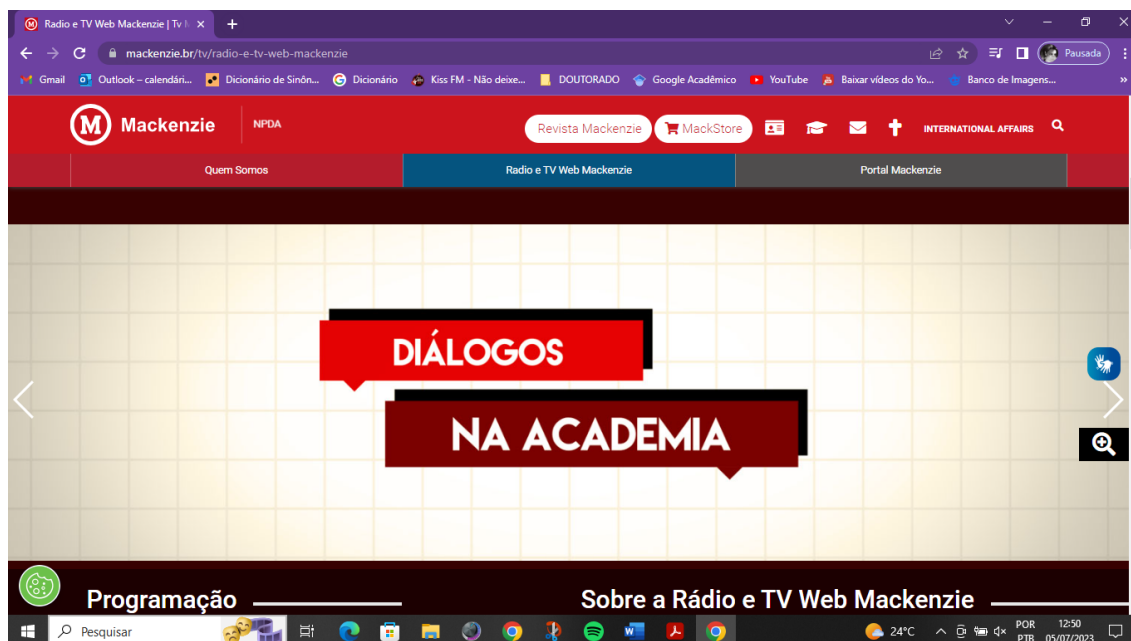 Radio e TV Web Mackenzie | Tv
mackenzie.br/tv/radio-e-tv-web-mackenzie
Pausada
Gmail Outlook – calendári... Dicionário de Sinôn... Dicionário Kiss FM - Não deixe... DOUTORADO Google Acadêmico YouTube Baixar vídeos do Yo... Banco de Imagens... »
M Mackenzie NPDA Revista Mackenzie MackStore INTERNATIONAL AFFAIRS
Quem Somos Radio e TV Web Mackenzie Portal Mackenzie
DIÁLOGOS
NA ACADEMIA
Programação Sobre a Rádio e TV Web Mackenzie
Pesquisar 24°C POR 12:50
PTB 05/07/2023